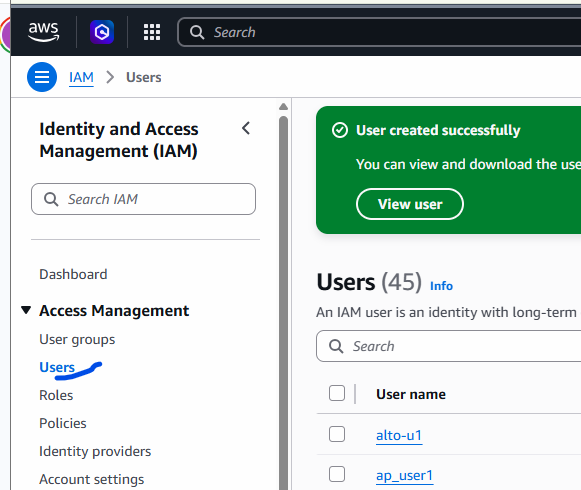 aws
Search
IAM > Users
Identity and Access
Management (IAM)
Search IAM
Dashboard
Access Management
User groups
Users
Roles
Policies
Identity providers
Account settings
User created successfully
You can view and download the use
View user
Users (45) Info
An IAM user is an identity with long-term
Search
User name
alto-u1
ap_user1